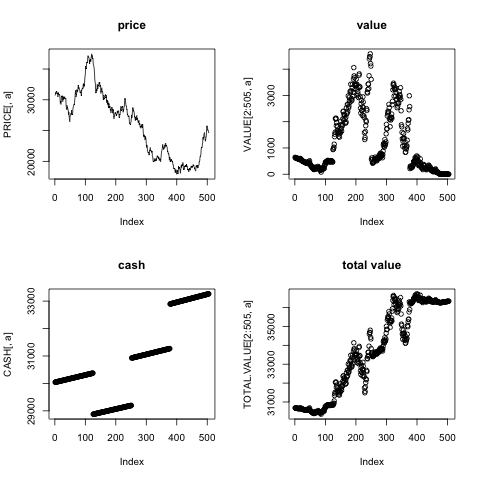 price
PRICE[, a]
20000
30000
0
100
200
300
400
500
Index
value
VALUE[2:505, a]
0
1000
3000
0
100
200
300
400
500
Index
cash
CASH[, a]
29000
31000
33000
0
100
200
300
400
500
Index
total value
TOTAL.VALUE[2:505, a]
31000
33000
35000
0
100
200
300
400
500
Index